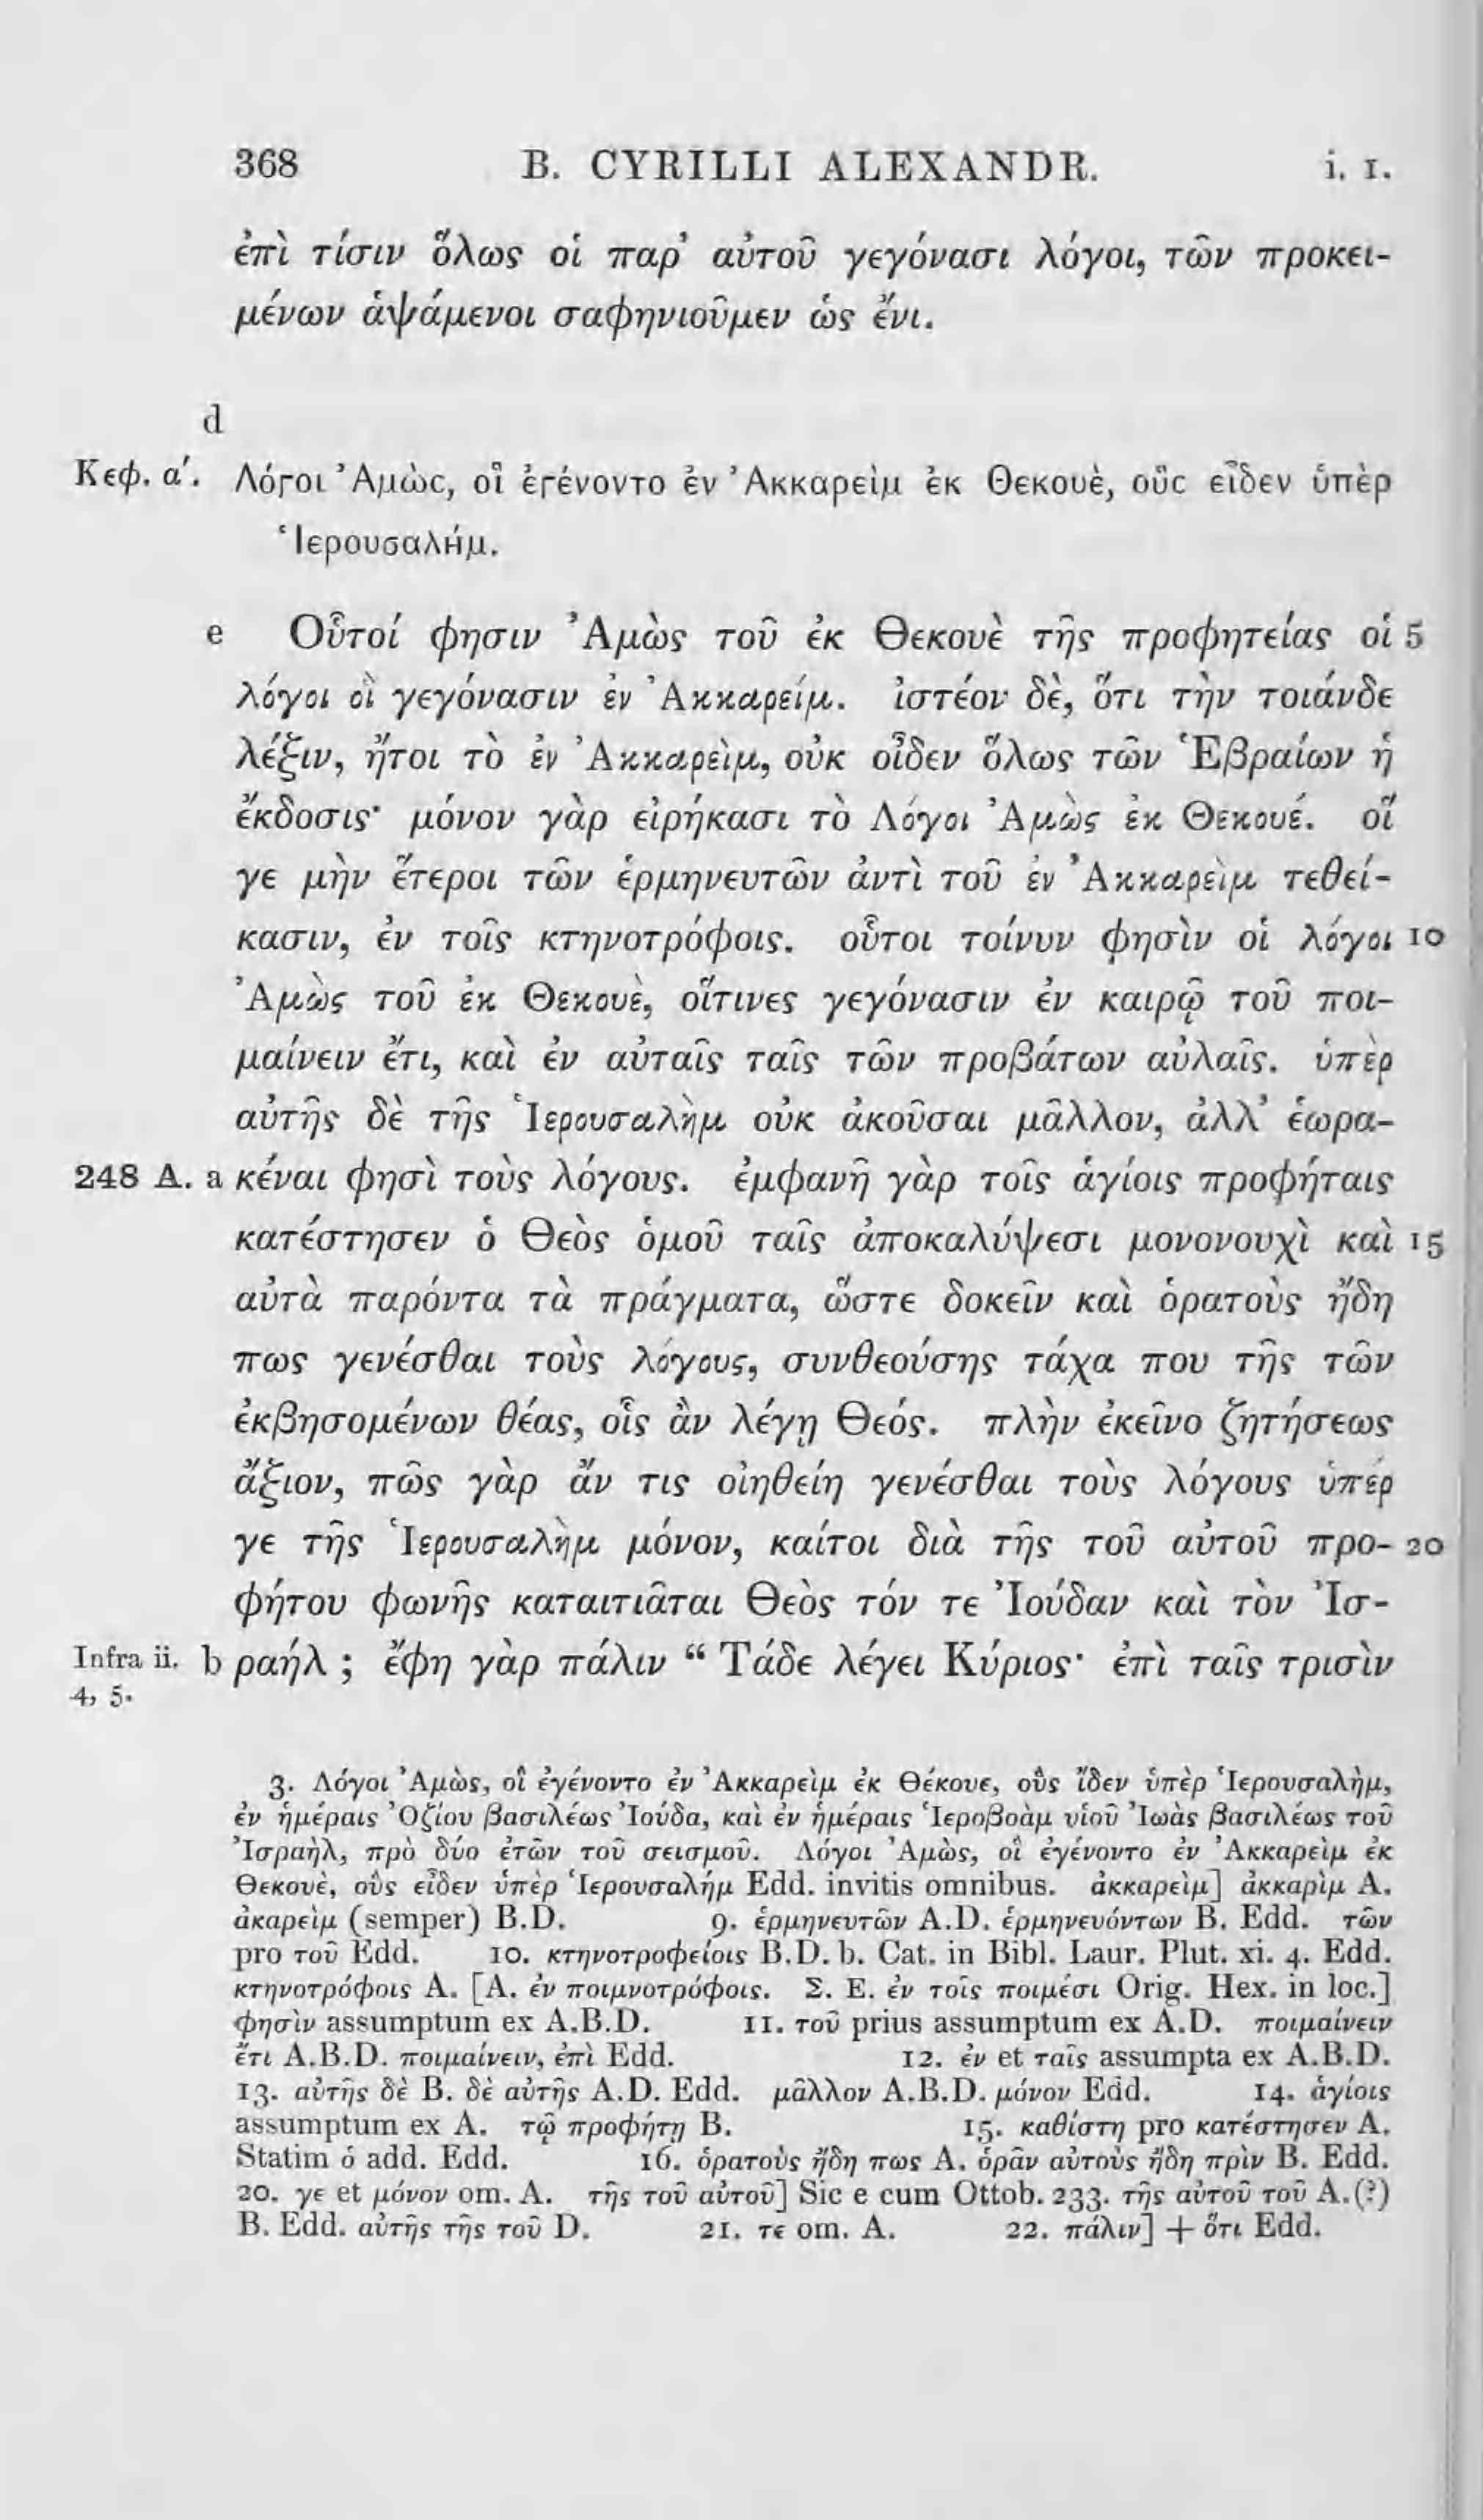 368 B. CYRILLI ALEXANDR. i. 1.
ἐπὶ τίσιν ὅλως οἱ παρ’ αὐτοῦ γεγόνασι λόγοι, τῶν προκει-
μένων ἁψάμενοι σαφηνιοῦμεν ὡς ἔνι.
d
Κεφ. α΄. Λόγοι Ἀμὼς, οἳ ἐγένοντο ἐν Ἀκκαρεὶμ ἐκ Θεκουὲ, οὓς εἶδεν ὑπὲρ
Ἱερουσαλήμ.
e Οὗτοί φησιν Ἀμὼς τοῦ ἐκ Θεκουὲ τῆς προφητείας οἱ 5
λόγοι οἳ γεγόνασιν ἐν Ἀκκαρείμ. ἰστέον δὲ, ὅτι τὴν τοιάνδε
λέξιν, ἤτοι τὸ ἐν Ἀκκαρεὶμ, οὐκ οἶδεν ὅλως τῶν Ἑβραίων ἡ
ἔκδοσις· μόνον γὰρ εἰρήκασι τὸ Λόγοι Ἀμὼς ἐκ Θεκουέ. οἵ
γε μὴν ἕτεροι τῶν ἑρμηνευτῶν ἀντὶ τοῦ ἐν Ἀκκαρεὶμ τεθεί-
κασιν, ἐν τοῖς κτηνοτρόφοις. οὗτοι τοίνυν φησὶν οἱ λόγοι 10
Ἀμὼς τοῦ ἐκ Θεκουὲ, οἵτινες γεγόνασιν ἐν καιρῷ τοῦ ποι-
μαίνειν ἔτι, καὶ ἐν αὐταῖς ταῖς τῶν προβάτων αὐλαῖς. ὑπὲρ
αὐτῆς δὲ τῆς Ἱερουσαλὴμ οὐκ ἀκοῦσαι μᾶλλον, ἀλλ’ ἑωρα-
248 A. a κέναι φησὶ τοὺς λόγους. ἐμφανῆ γὰρ τοῖς ἁγίοις προφήταις
κατέστησεν ὁ Θεὸς ὁμοῦ ταῖς ἀποκαλύψεσι μονονουχὶ καὶ 15
αὐτὰ παρόντα τὰ πράγματα, ὥστε δοκεῖν καὶ ὁρατοὺς ἤδη
πως γενέσθαι τοὺς λόγους, συνθεούσης τάχα που τῆς τῶν
ἐκβησομένων θέας, οἷς ἂν λέγῃ Θεός. πλὴν ἐκεῖνο ζητήσεως
ἄξιον, πῶς γὰρ ἄν τις οἰηθείη γενέσθαι τοὺς λόγους ὑπέρ
γε τῆς Ἱερουσαλὴμ μόνον, καίτοι διὰ τῆς τοῦ αὐτοῦ προ- 20
φήτου φωνῆς καταιτιᾶται Θεὸς τόν τε Ἰούδαν καὶ τὸν Ἰσ-
Infra ii. b ραήλ ; ἔφη γὰρ πάλιν “ Τάδε λέγει Κύριος· ἐπὶ ταῖς τρισὶν
4, 5.
3. Λόγοι Ἀμὼς, οἳ ἐγένοντο ἐν Ἀκκαρεὶμ ἐκ Θέκουε, οὓς ἴδεν ὑπὲρ Ἱερουσαλὴμ,
ἐν ἡμέραις Ὀζίου βασιλέως Ἰούδα, καὶ ἐν ἡμέραις Ἱεροβοὰμ υἱοῦ Ἰωὰς βασιλέως τοῦ
Ἰσραὴλ, πρὸ δύο ἐτῶν τοῦ σεισμοῦ. Λόγοι Ἀμὼς, οἳ ἐγένοντο ἐν Ἀκκαρεὶμ ἐκ
Θεκουὲ, οὓς εἶδεν ὑπὲρ Ἱερουσαλήμ Edd. invitis omnibus. ἀκκαρεὶμ] ἀκκαρὶμ A.
ἀκαρεὶμ (semper) B.D. 9. ἑρμηνευτῶν A.D. ἑρμηνευόντων B. Edd. τῶν
pro τοῦ Edd. 10. κτηνοτροφείοις B.D. b. Cat. in Bibl. Laur. Plut. xi. 4. Edd.
κτηνοτρόφοις A. [Α. ἐν ποιμνοτρόφοις. Σ. Ε. ἐν τοῖς ποιμέσι Orig. Hex. in loc.]
φησὶν assumptum ex A.B.D. 11. τοῦ prius assumptum ex A.D. ποιμαίνειν
ἔτι A.B.D. ποιμαίνειν, ἐπὶ Edd. 12. ἐν et ταῖς assumpta ex A.B.D.
13. αὐτῆς δὲ B. δὲ αὐτῆς A.D. Edd. μᾶλλον A.B.D. μόνον Edd. 14. ἁγίοις
assumptum ex A. τῷ προφήτῃ B. 15. καθίστη pro κατέστησεν A.
Statim ὁ add. Edd. 16. ὁρατοὺς ἤδη πως A. ὁρᾶν αὐτοὺς ἤδη πρὶν B. Edd.
20. γε et μόνον om. A. τῆς τοῦ αὐτοῦ] Sic e cum Ottob. 233. τῆς αὐτοῦ τοῦ A.(?)
B. Edd. αὐτῆς τῆς τοῦ D. 21. τε om. A. 22. πάλιν] + ὅτι Edd.